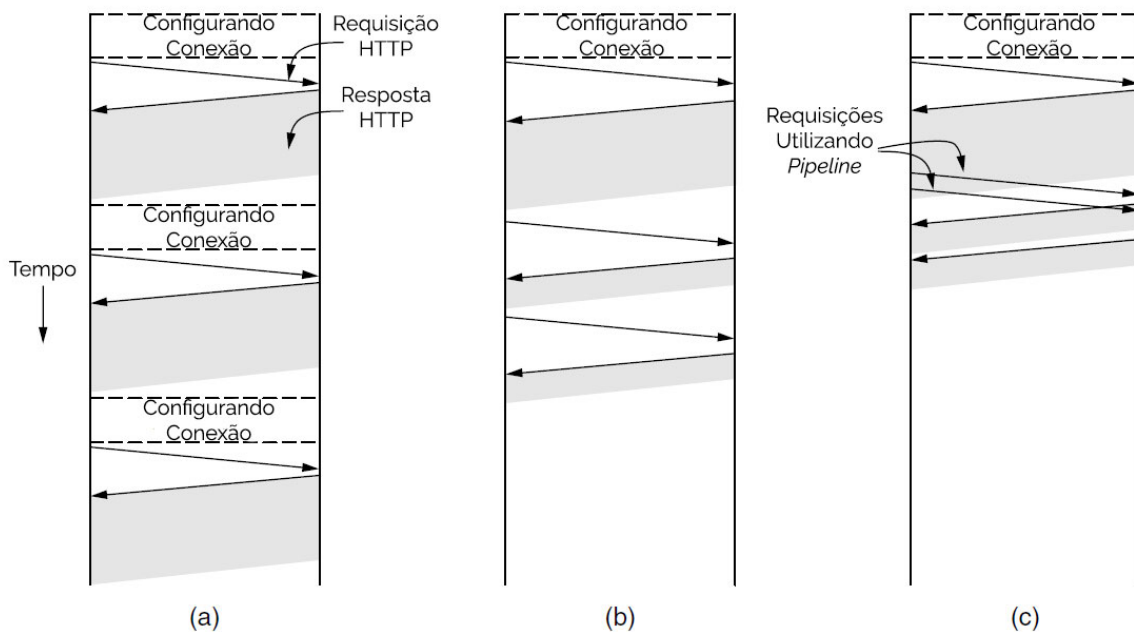 Configurando
Conexão
Requisição
HTTP
Resposta
HTTP
Configurando
Conexão
Tempo
Configurando
Conexão
(a)
Configurando
Conexão
(b)
Configurando
Conexão
Requisições
Utilizando
Pipeline
(c)